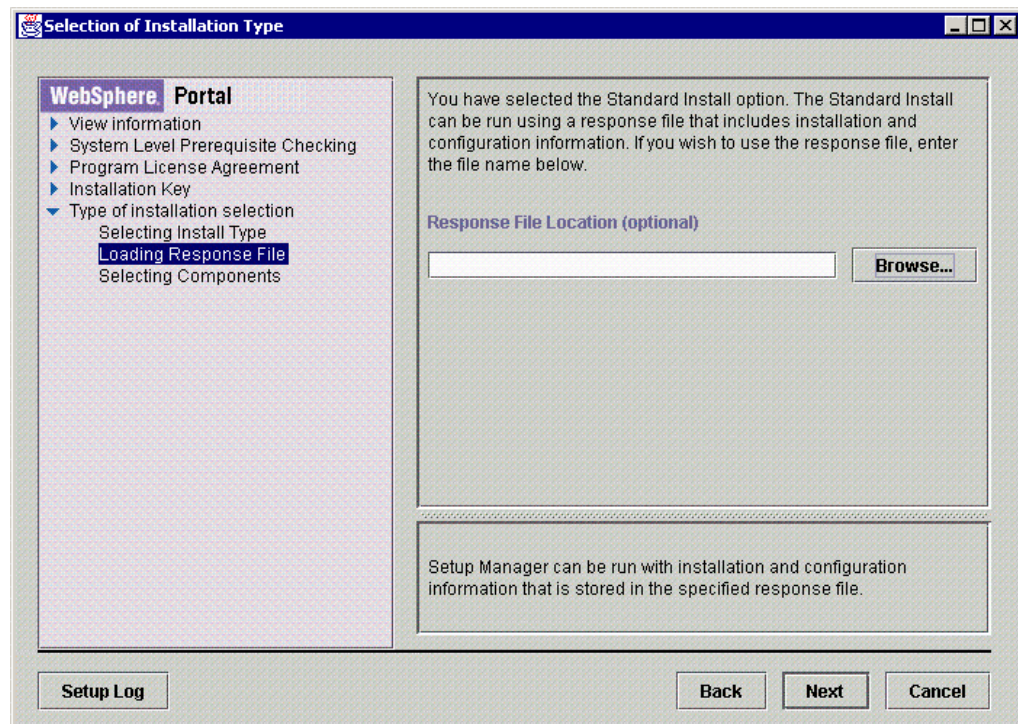 Selection of Installation Type
WebSphere. Portal
View information
System Level Prerequisite Checking
Program License Agreement
Installation Key
Type of installation selection
Selecting Install Type
Loading Response File
Selecting Components
You have selected the Standard Install option. The Standard Install
can be run using a response file that includes installation and
configuration information. If you wish to use the response file, enter
the file name below.
Response File Location (optional)
Browse...
Setup Manager can be run with installation and configuration
information that is stored in the specified response file.
Setup Log
Back
Next
Cancel